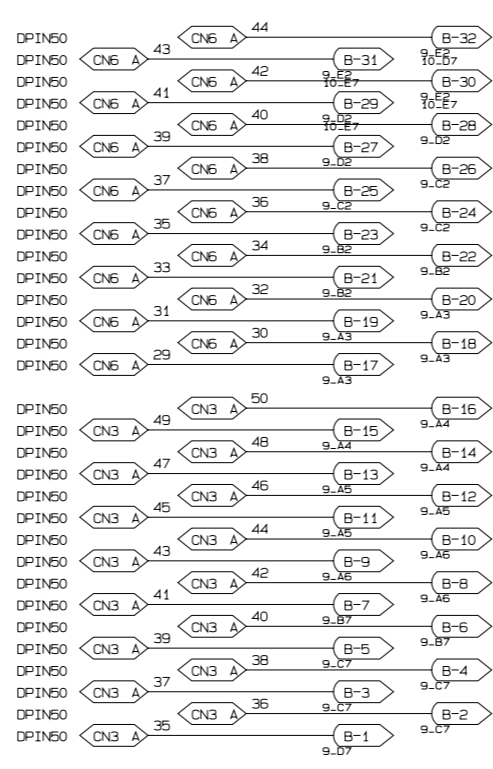 DPIN50 CN6 A 44 B-32
9_E2
10_D7
DPIN50 CN6 A 43 B-31
9_E2
10_E7
DPIN50 CN6 A 42 B-30
9_E2
10_E7
DPIN50 CN6 A 41 B-29
9_D2
10_E7
DPIN50 CN6 A 40 B-28
9_D2
DPIN50 CN6 A 39 B-27
9_D2
DPIN50 CN6 A 38 B-26
9_C2
DPIN50 CN6 A 37 B-25
9_C2
DPIN50 CN6 A 36 B-24
9_C2
DPIN50 CN6 A 35 B-23
9_B2
DPIN50 CN6 A 34 B-22
9_B2
DPIN50 CN6 A 33 B-21
9_B2
DPIN50 CN6 A 32 B-20
9_A3
DPIN50 CN6 A 31 B-19
9_A3
DPIN50 CN6 A 30 B-18
9_A3
DPIN50 CN6 A 29 B-17
9_A3
DPIN50 CN3 A 50 B-16
9_A4
DPIN50 CN3 A 49 B-15
9_A4
DPIN50 CN3 A 48 B-14
9_A4
DPIN50 CN3 A 47 B-13
9_A5
DPIN50 CN3 A 46 B-12
9_A5
DPIN50 CN3 A 45 B-11
9_A5
DPIN50 CN3 A 44 B-10
9_A6
DPIN50 CN3 A 43 B-9
9_A6
DPIN50 CN3 A 42 B-8
9_A6
DPIN50 CN3 A 41 B-7
9_B7
DPIN50 CN3 A 40 B-6
9_B7
DPIN50 CN3 A 39 B-5
9_C7
DPIN50 CN3 A 38 B-4
9_C7
DPIN50 CN3 A 37 B-3
9_C7
DPIN50 CN3 A 36 B-2
9_C7
DPIN50 CN3 A 35 B-1
9_D7